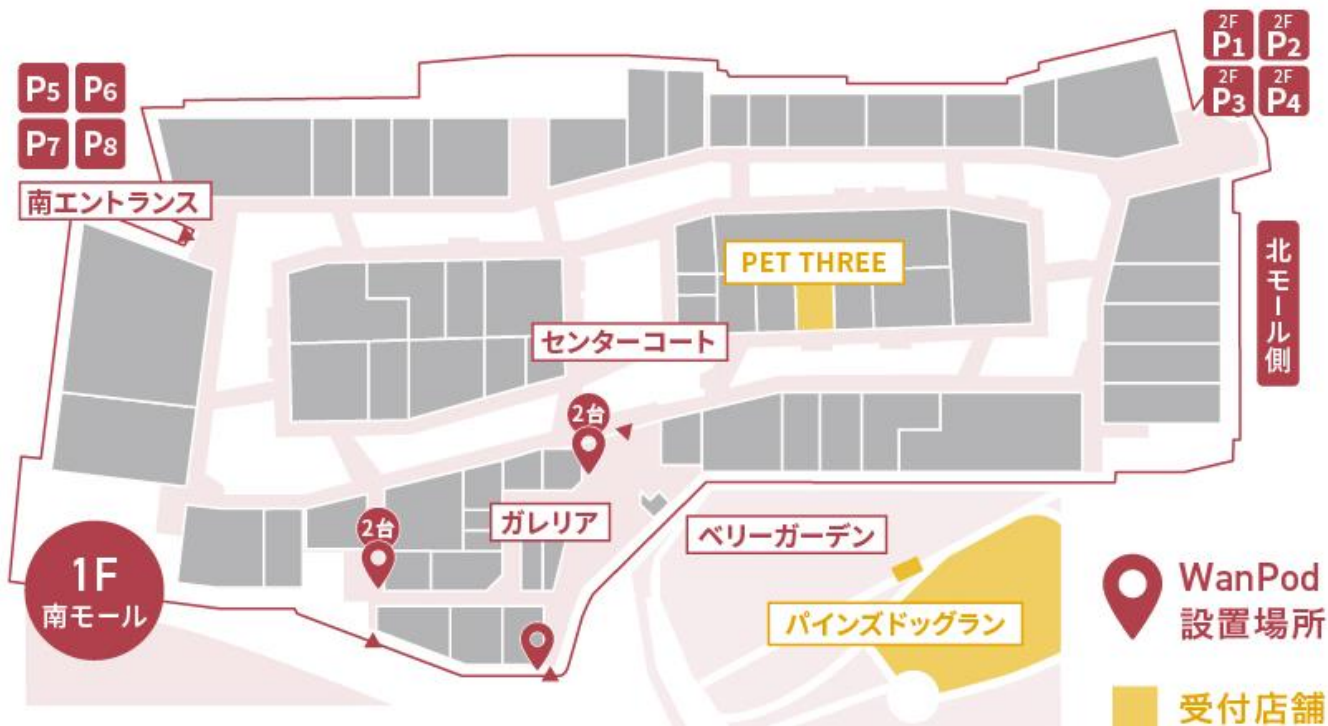 2F 2F
P1 P2
2F 2F
P3 P4
P5 P6
P7 P8
南エントランス
PET THREE
北モール側
センターコート
2台
ガレリア
2台
ベリーガーデン
1F
南モール
パインズドッグラン
WanPod
設置場所
受付店舗